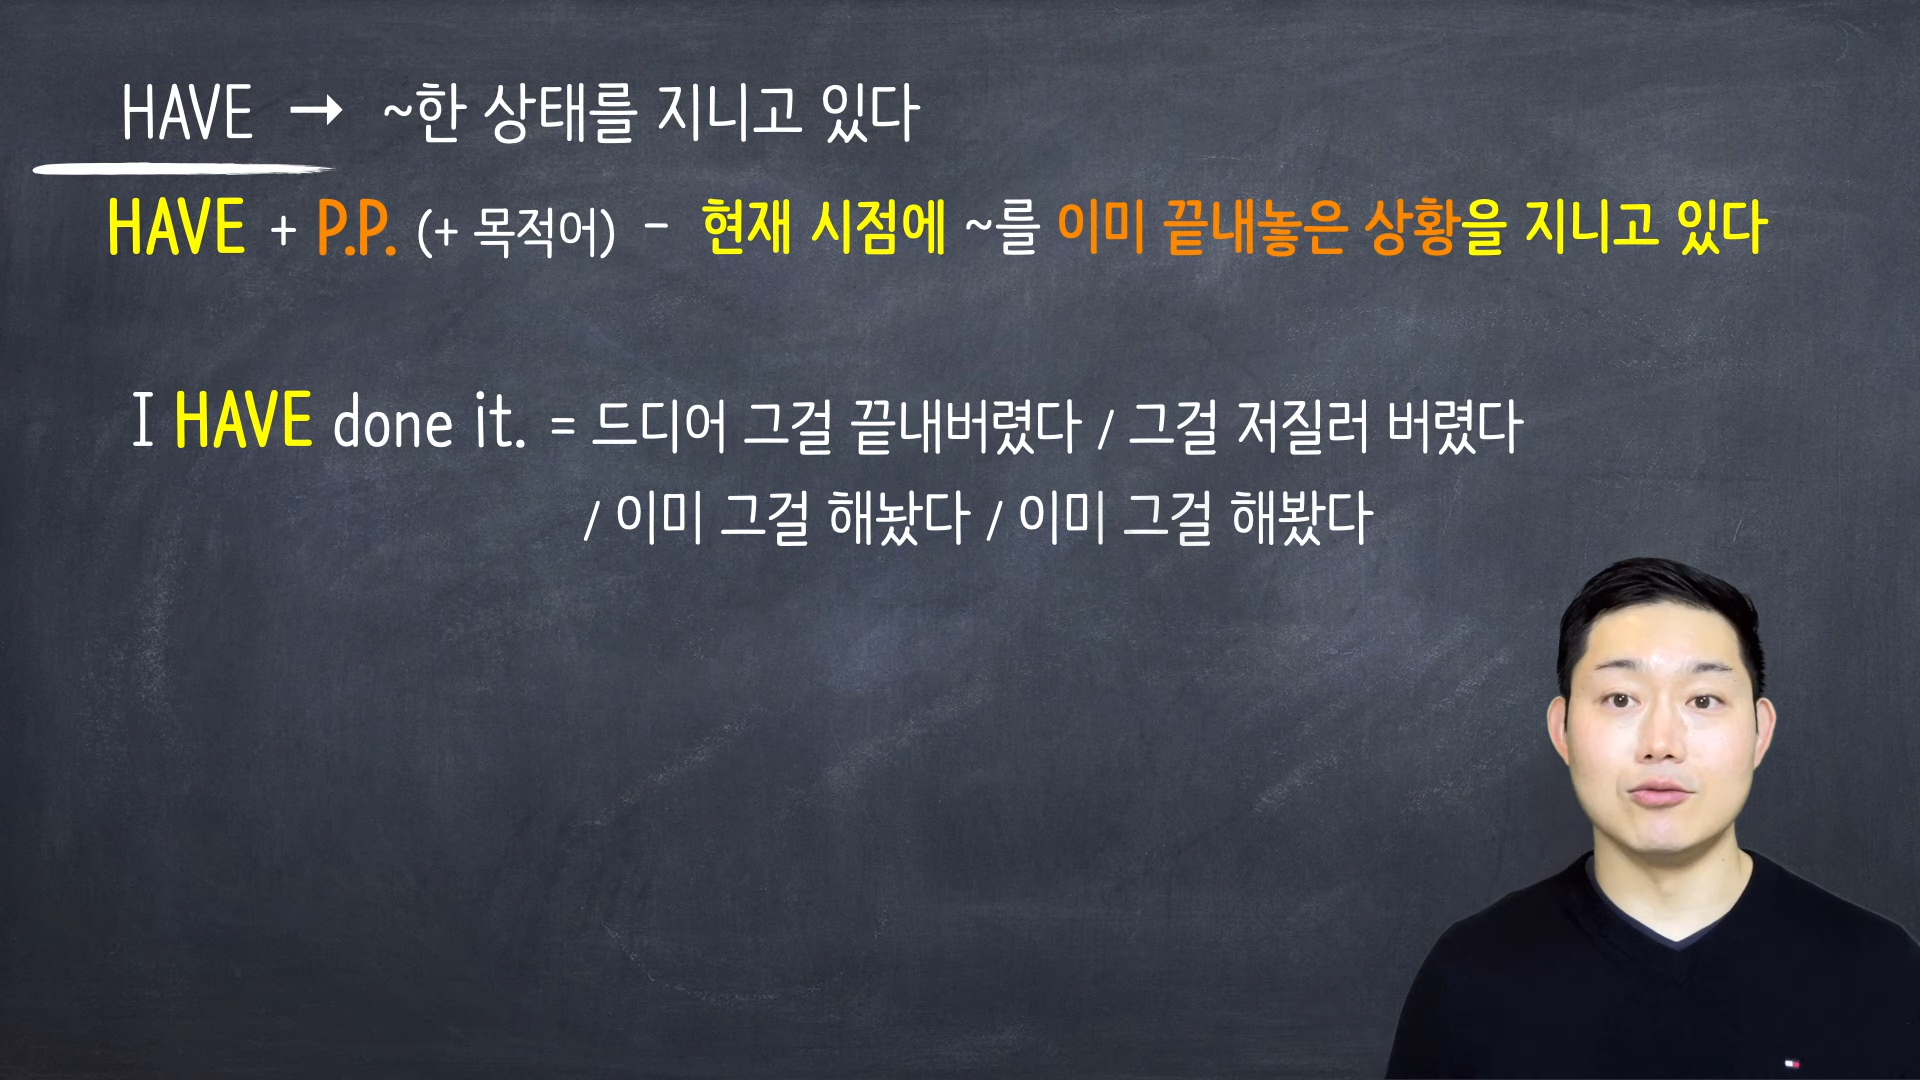 HAVE → ~한 상태를 지니고 있다
HAVE + P.P. (+ 목적어) - 현재 시점에 ~를 이미 끝내놓은 상황을 지니고 있다
I HAVE done it. = 드디어 그걸 끝내버렸다 / 그걸 저질러 버렸다
/ 이미 그걸 해놨다 / 이미 그걸 해봤다